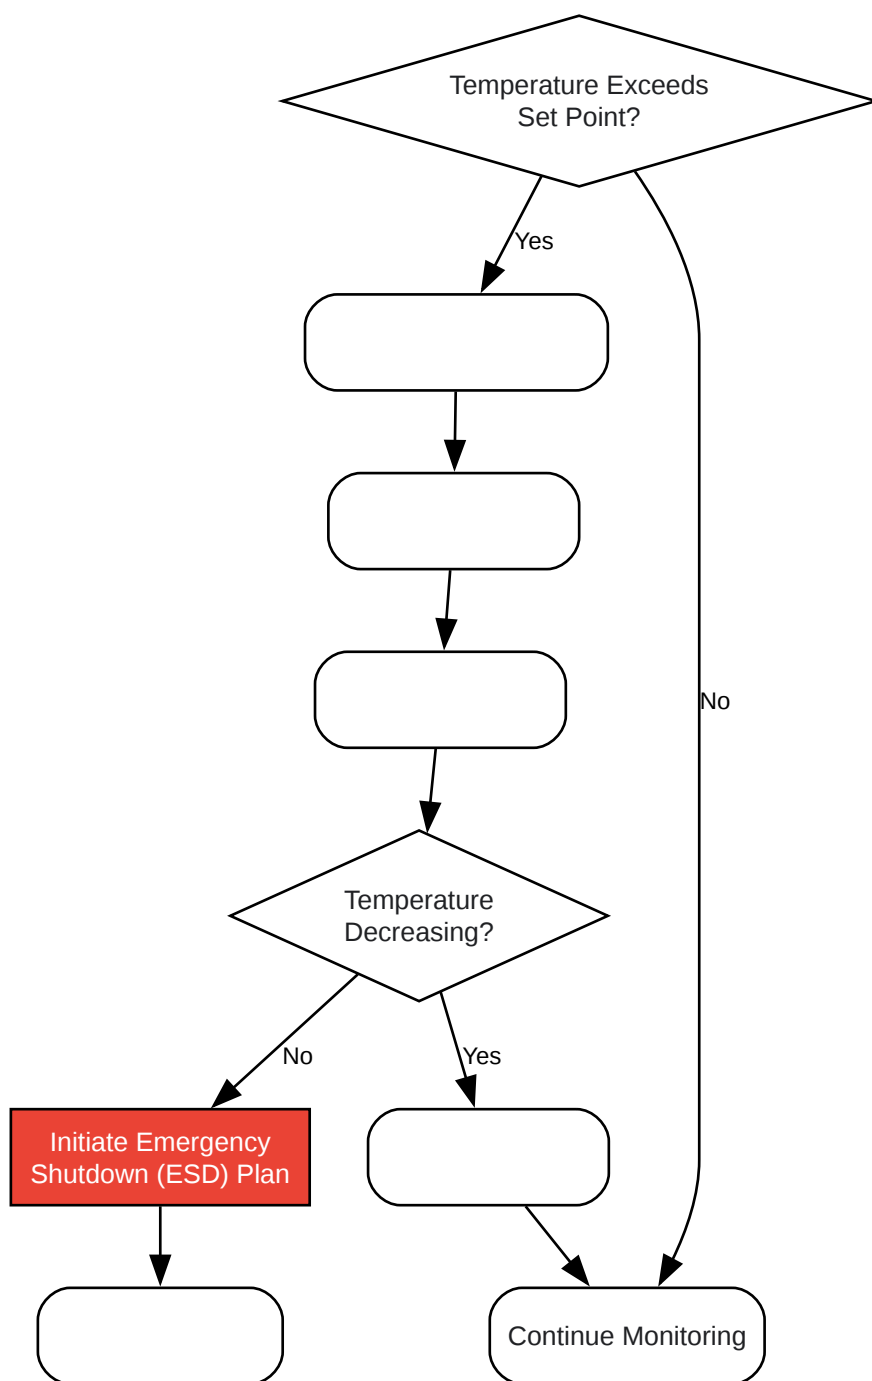 Temperature Exceeds
Set Point?
Yes
No
Temperature
Decreasing?
No
Yes
Initiate Emergency
Shutdown (ESD) Plan
Continue Monitoring